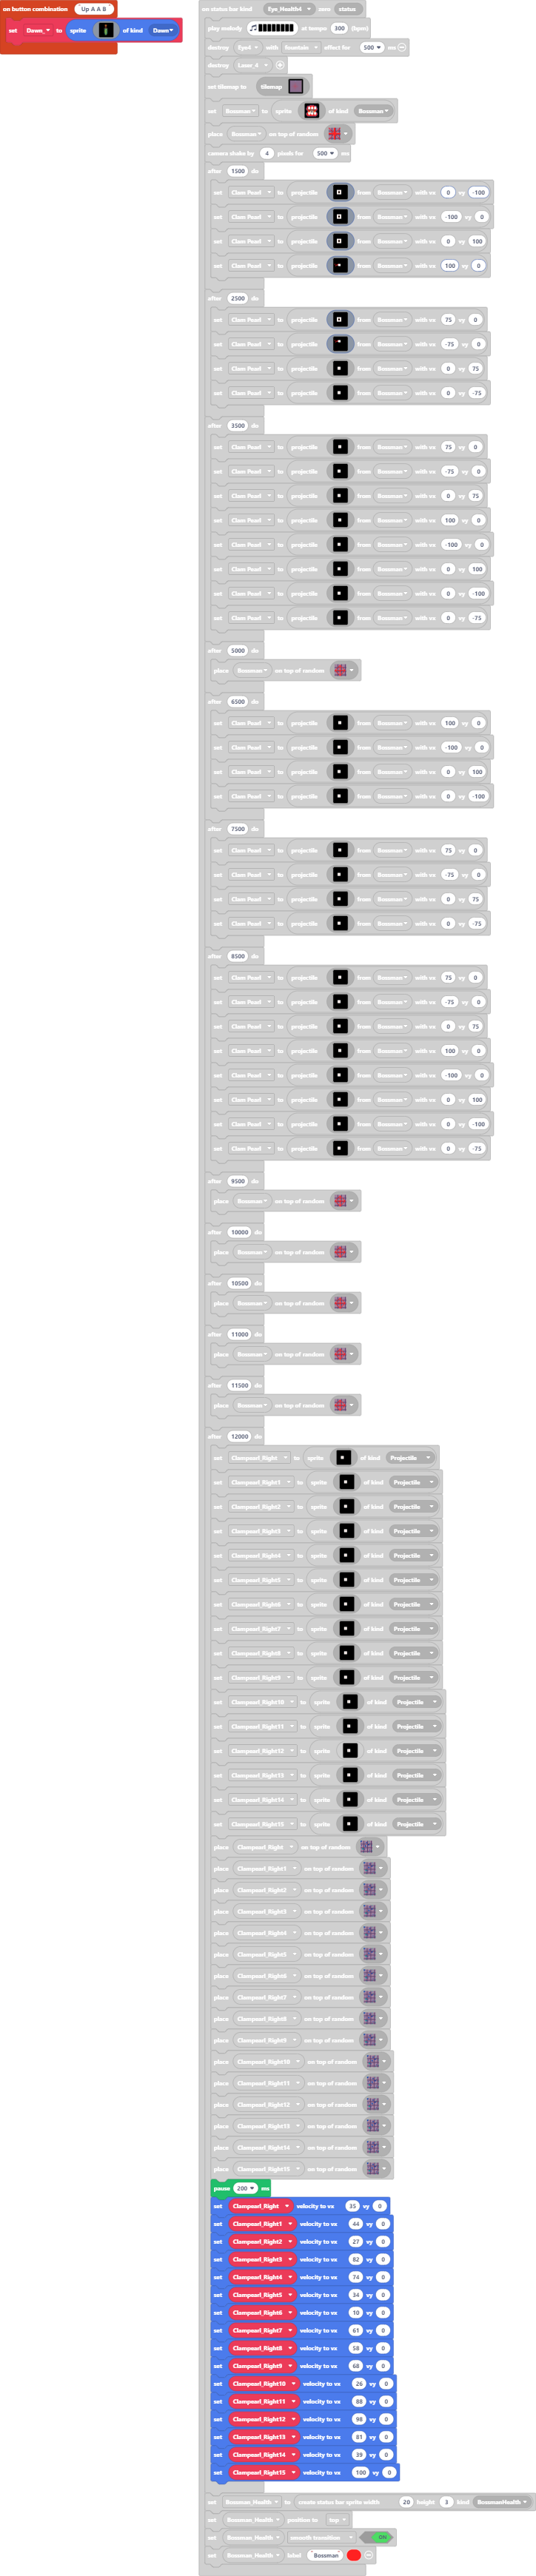 on button combination Up A A B
set Dawn_ to sprite of kind Dawn
on status bar kind Eye_Health4 zero status
play melody at tempo 300 (bpm)
destroy Eye4 with fountain effect for 500 ms
destroy Laser_4
set tilemap to tilemap
set Bossman to sprite of kind Bossman
place Bossman on top of random
camera shake by 4 pixels for 500 ms
after 1500 do
set Clam Pearl to projectile from Bossman with vx 0 vy -100
set Clam Pearl to projectile from Bossman with vx -100 vy 0
set Clam Pearl to projectile from Bossman with vx 0 vy 100
set Clam Pearl to projectile from Bossman with vx 100 vy 0
after 2500 do
set Clam Pearl to projectile from Bossman with vx 75 vy 0
set Clam Pearl to projectile from Bossman with vx -75 vy 0
set Clam Pearl to projectile from Bossman with vx 0 vy 75
set Clam Pearl to projectile from Bossman with vx 0 vy -75
after 3500 do
set Clam Pearl to projectile from Bossman with vx 75 vy 0
set Clam Pearl to projectile from Bossman with vx -75 vy 0
set Clam Pearl to projectile from Bossman with vx 0 vy 75
set Clam Pearl to projectile from Bossman with vx 100 vy 0
set Clam Pearl to projectile from Bossman with vx -100 vy 0
set Clam Pearl to projectile from Bossman with vx 0 vy 100
set Clam Pearl to projectile from Bossman with vx 0 vy -100
set Clam Pearl to projectile from Bossman with vx 0 vy -75
after 5000 do
place Bossman on top of random
after 6500 do
set Clam Pearl to projectile from Bossman with vx 100 vy 0
set Clam Pearl to projectile from Bossman with vx -100 vy 0
set Clam Pearl to projectile from Bossman with vx 0 vy 100
set Clam Pearl to projectile from Bossman with vx 0 vy -100
after 7500 do
set Clam Pearl to projectile from Bossman with vx 75 vy 0
set Clam Pearl to projectile from Bossman with vx -75 vy 0
set Clam Pearl to projectile from Bossman with vx 0 vy 75
set Clam Pearl to projectile from Bossman with vx 0 vy -75
after 8500 do
set Clam Pearl to projectile from Bossman with vx 75 vy 0
set Clam Pearl to projectile from Bossman with vx -75 vy 0
set Clam Pearl to projectile from Bossman with vx 0 vy 75
set Clam Pearl to projectile from Bossman with vx 100 vy 0
set Clam Pearl to projectile from Bossman with vx -100 vy 0
set Clam Pearl to projectile from Bossman with vx 0 vy 100
set Clam Pearl to projectile from Bossman with vx 0 vy -100
set Clam Pearl to projectile from Bossman with vx 0 vy -75
after 9500 do
place Bossman on top of random
after 10000 do
place Bossman on top of random
after 10500 do
place Bossman on top of random
after 11000 do
place Bossman on top of random
after 11500 do
place Bossman on top of random
after 12000 do
set Clampearl_Right to sprite of kind Projectile
set Clampearl_Right1 to sprite of kind Projectile
set Clampearl_Right2 to sprite of kind Projectile
set Clampearl_Right3 to sprite of kind Projectile
set Clampearl_Right4 to sprite of kind Projectile
set Clampearl_Right5 to sprite of kind Projectile
set Clampearl_Right6 to sprite of kind Projectile
set Clampearl_Right7 to sprite of kind Projectile
set Clampearl_Right8 to sprite of kind Projectile
set Clampearl_Right9 to sprite of kind Projectile
set Clampearl_Right10 to sprite of kind Projectile
set Clampearl_Right11 to sprite of kind Projectile
set Clampearl_Right12 to sprite of kind Projectile
set Clampearl_Right13 to sprite of kind Projectile
set Clampearl_Right14 to sprite of kind Projectile
set Clampearl_Right15 to sprite of kind Projectile
place Clampearl_Right on top of random
place Clampearl_Right1 on top of random
place Clampearl_Right2 on top of random
place Clampearl_Right3 on top of random
place Clampearl_Right4 on top of random
place Clampearl_Right5 on top of random
place Clampearl_Right6 on top of random
place Clampearl_Right7 on top of random
place Clampearl_Right8 on top of random
place Clampearl_Right9 on top of random
place Clampearl_Right10 on top of random
place Clampearl_Right11 on top of random
place Clampearl_Right12 on top of random
place Clampearl_Right13 on top of random
place Clampearl_Right14 on top of random
place Clampearl_Right15 on top of random
pause 200 ms
set Clampearl_Right velocity to vx 35 vy 0
set Clampearl_Right1 velocity to vx 44 vy 0
set Clampearl_Right2 velocity to vx 27 vy 0
set Clampearl_Right3 velocity to vx 82 vy 0
set Clampearl_Right4 velocity to vx 74 vy 0
set Clampearl_Right5 velocity to vx 34 vy 0
set Clampearl_Right6 velocity to vx 10 vy 0
set Clampearl_Right7 velocity to vx 61 vy 0
set Clampearl_Right8 velocity to vx 58 vy 0
set Clampearl_Right9 velocity to vx 68 vy 0
set Clampearl_Right10 velocity to vx 26 vy 0
set Clampearl_Right11 velocity to vx 88 vy 0
set Clampearl_Right12 velocity to vx 98 vy 0
set Clampearl_Right13 velocity to vx 81 vy 0
set Clampearl_Right14 velocity to vx 39 vy 0
set Clampearl_Right15 velocity to vx 100 vy 0
set Bossman_Health to create status bar sprite width 20 height 3 kind BossmanHealth
set Bossman_Health position to top
set Bossman_Health smooth transition ON
set Bossman_Health label Bossman